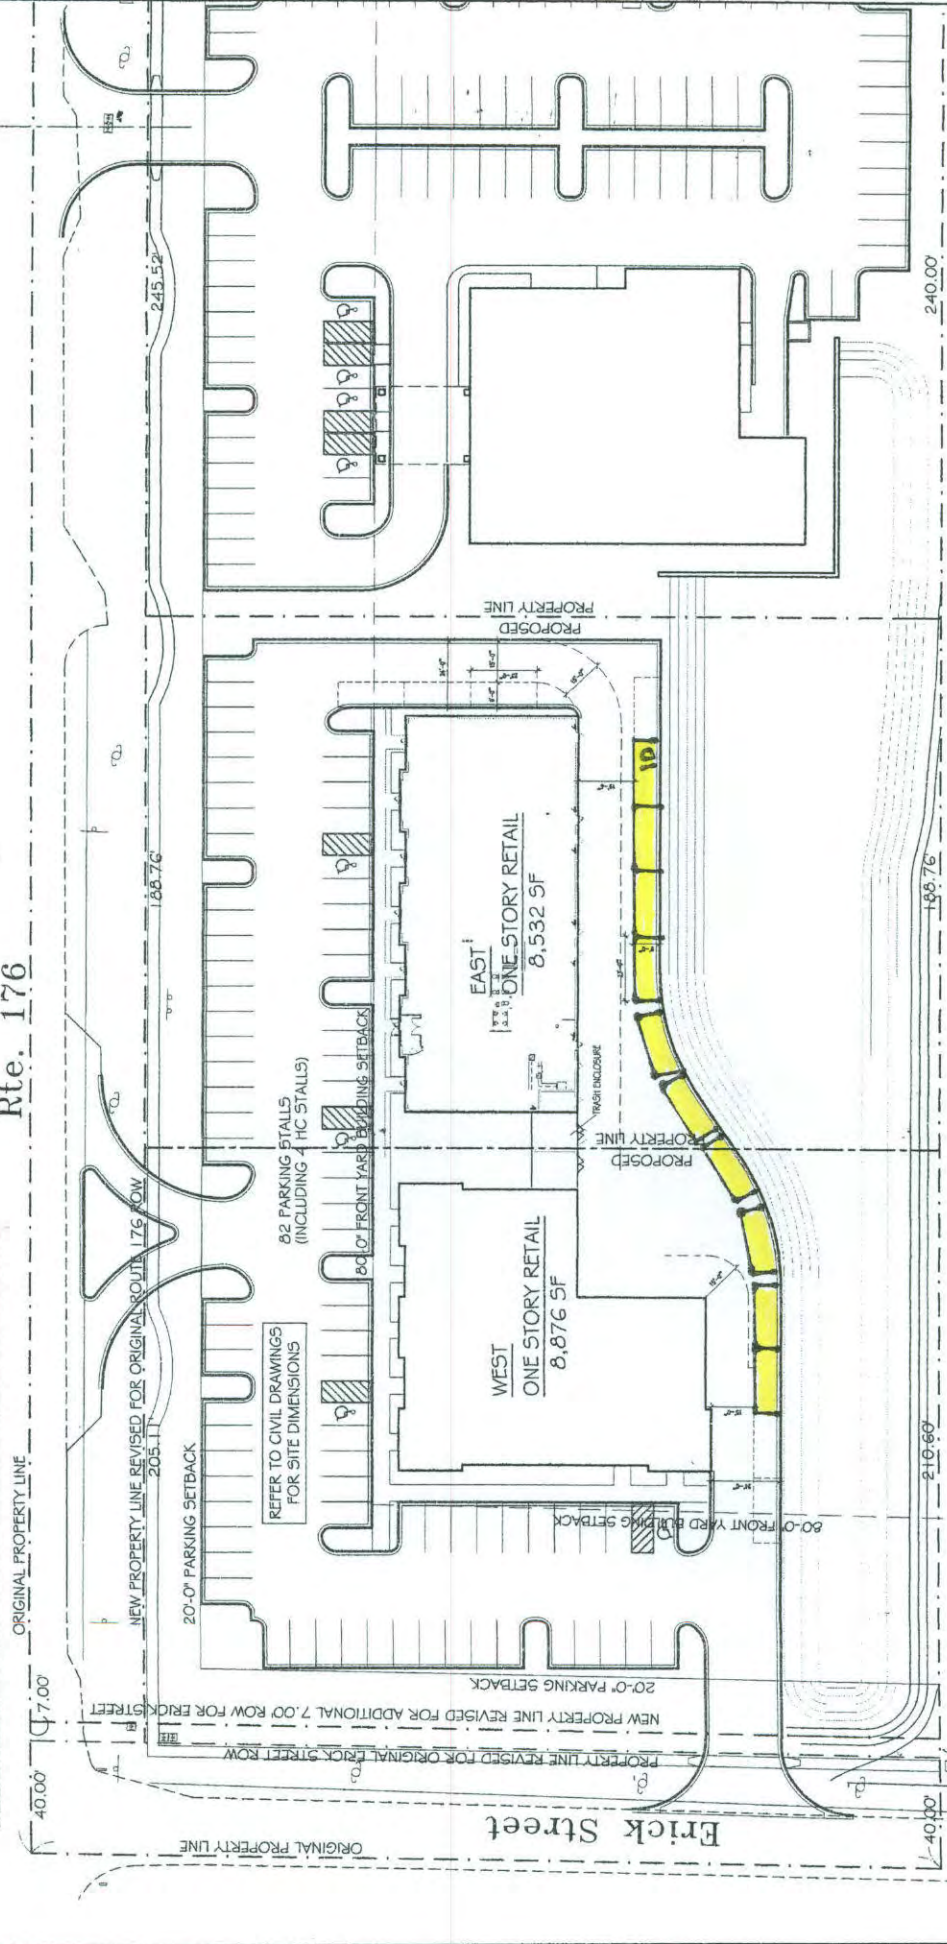 Rte. 176
ORIGINAL PROPERTY LINE
40.00'
7.00'
245.52
188.76'
205.1
NEW PROPERTY LINE REVISED FOR ORIGINAL ROUTE 176 ROW
20'-0" PARKING SETBACK
82 PARKING STALLS
(INCLUDING 4 HC STALLS)
80'-0" FRONT YARD BUILDING SETBACK
REFER TO CIVIL DRAWINGS
FOR SITE DIMENSIONS
PROPOSED
PROPERTY LINE
EAST
ONE STORY RETAIL
8,532 SF
10
TRASH ENCLOSURE
PROPOSED
PROPERTY LINE
WEST
ONE STORY RETAIL
8,876 SF
80'-0" FRONT YARD BUILDING SETBACK
20'-0" PARKING SETBACK
NEW PROPERTY LINE REVISED FOR ADDITIONAL 7.00' ROW FOR ERICK STREET
PROPERTY LINE REVISED FOR ORIGINAL ERICK STREET ROW
ORIGINAL PROPERTY LINE
Erick Street
240.00'
188.76'
210.60'
40.00'